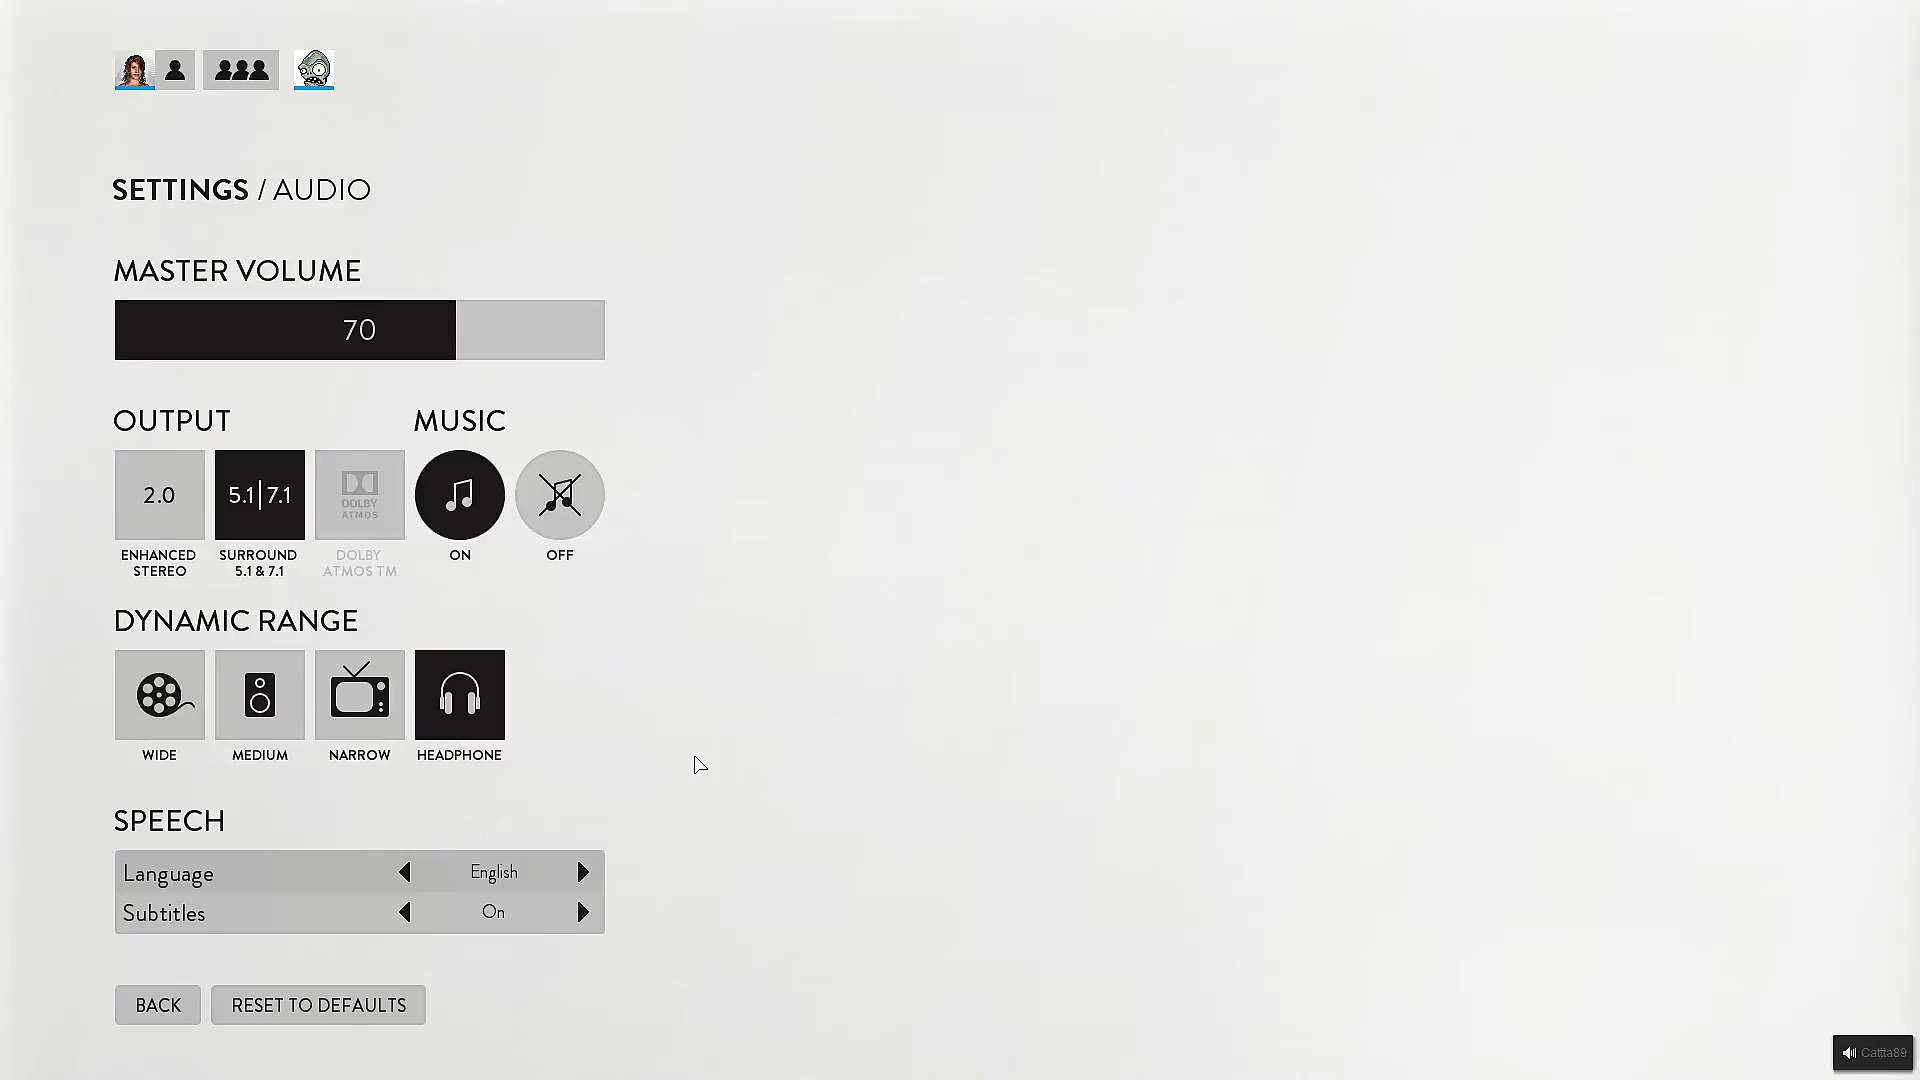 SETTINGS / AUDIO
MASTER VOLUME
70
OUTPUT
MUSIC
2.0
5.1|7.1
DOLBY
ATMOS
ENHANCED
STEREO
SURROUND
5.1 & 7.1
DOLBY
ATMOS TM
ON
OFF
DYNAMIC RANGE
WIDE
MEDIUM
NARROW
HEADPHONE
SPEECH
Language
English
Subtitles
On
BACK
RESET TO DEFAULTS
Cattta89